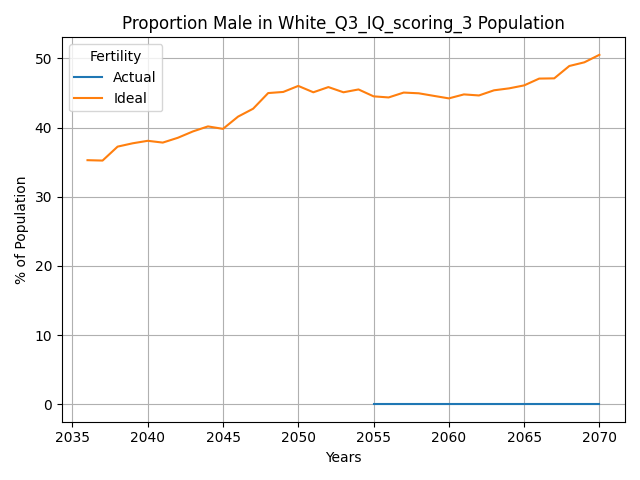 Proportion Male in White_Q3_IQ_scoring_3 Population
Fertility
Actual
Ideal
% of Population
50
40
30
20
10
0
2035 2040 2045 2050 2055 2060 2065 2070
Years